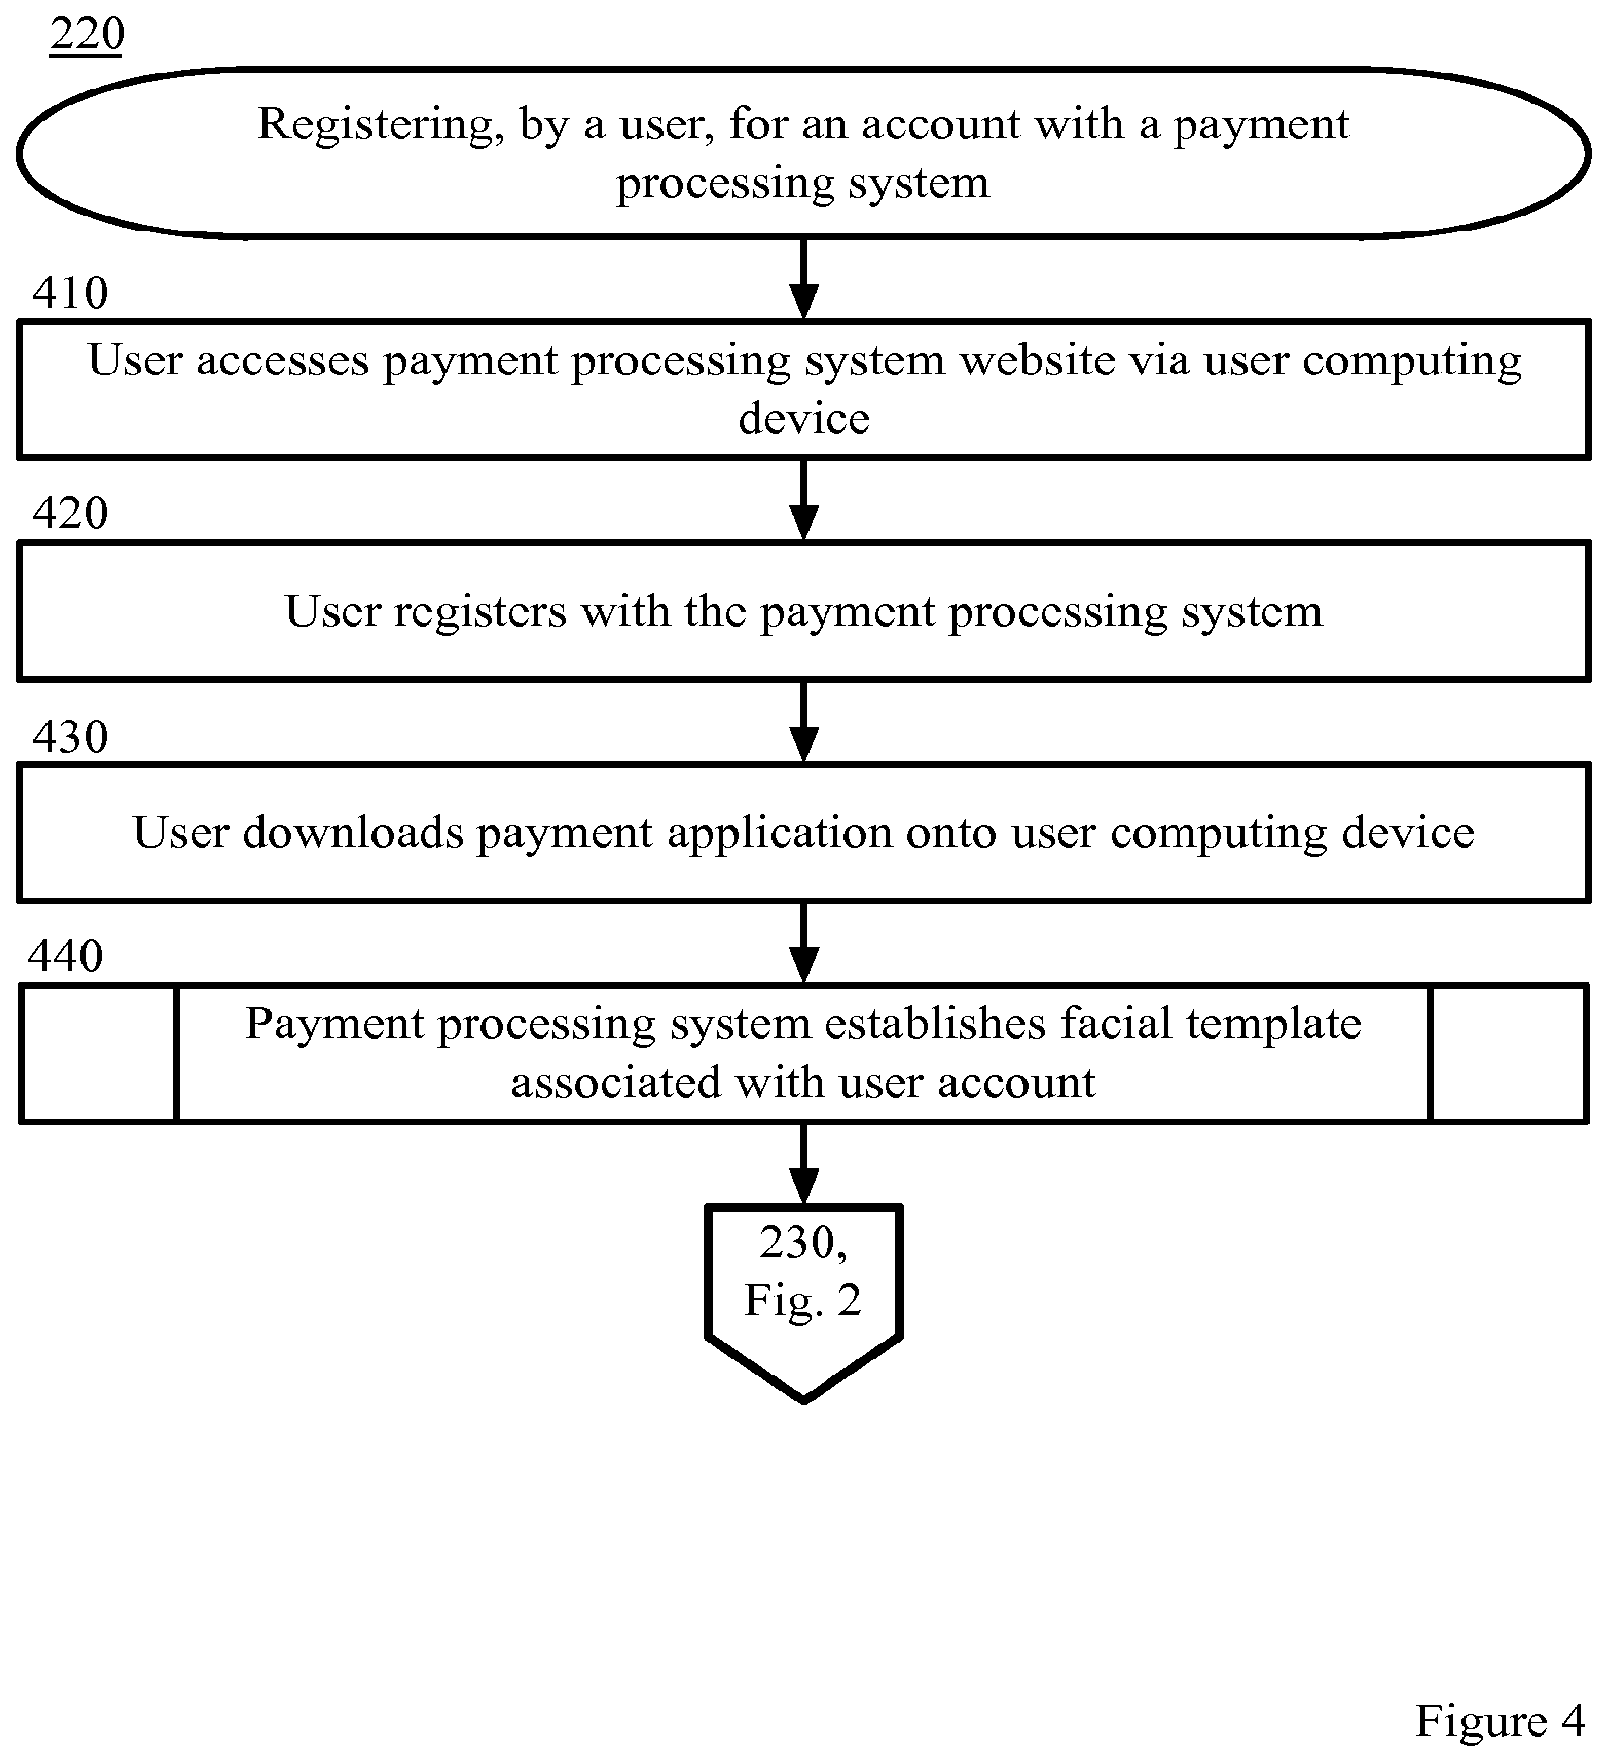 220
Registering, by a user, for an account with a payment
processing system
410
User accesses payment processing system website via user computing
device
420
User registers with the payment processing system
430
User downloads payment application onto user computing device
440
Payment processing system establishes facial template
associated with user account
230,
Fig. 2
Figure 4